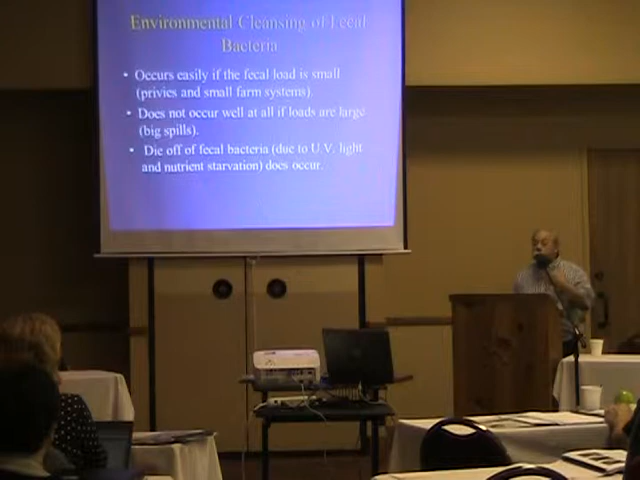 Environmental Cleansing of Fecal
Bacteria
• Occurs easily if the fecal load is small
(privies and small farm systems).
• Does not occur well at all if loads are large
(big spills).
• Die off of fecal bacteria (due to U.V. light
and nutrient starvation) does occur.